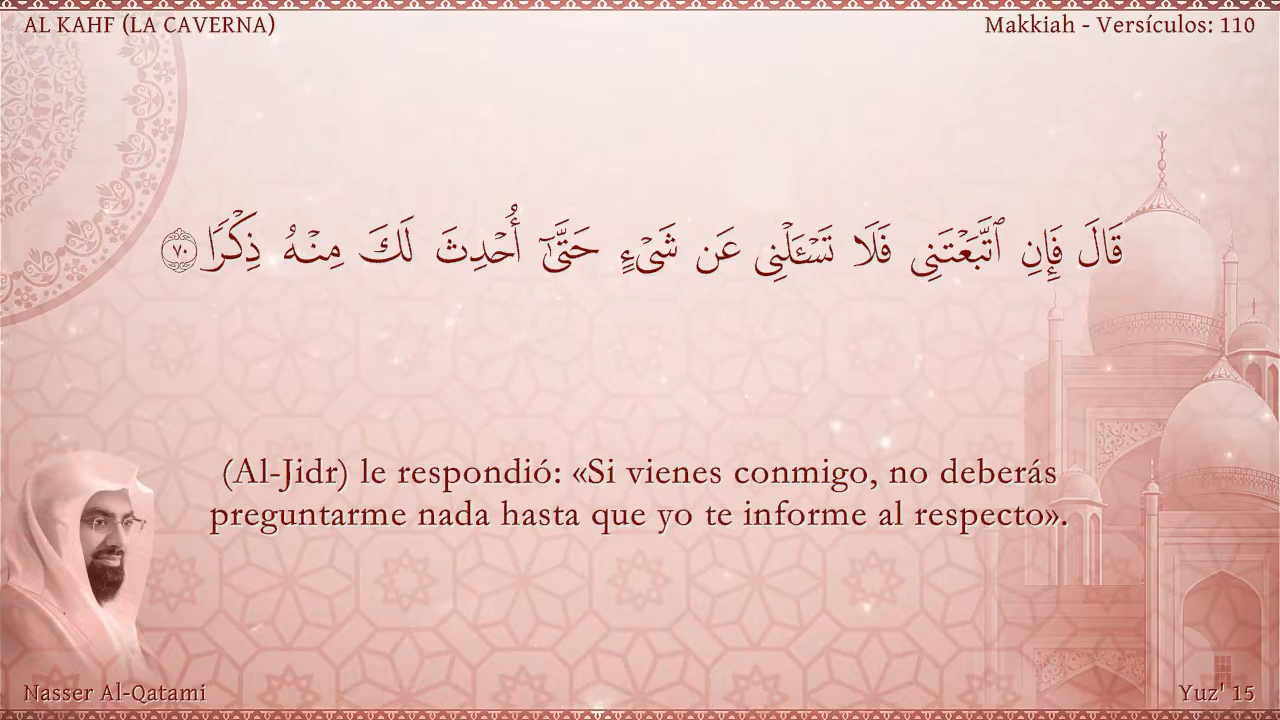 AL KAHF (LA CAVERNA)
Makkiah - Versículos: 110
قَالَ فَإِنِ ٱتَّبَعْتَنِى فَلَا تَسْـَٔلْنِى عَن شَىْءٍ حَتَّىٰٓ أُحْدِثَ لَكَ مِنْهُ ذِكْرًا ٧٠
(Al-Jidr) le respondió: «Si vienes conmigo, no deberás
preguntarme nada hasta que yo te informe al respecto».
Nasser Al-Qatami
Yuz' 15